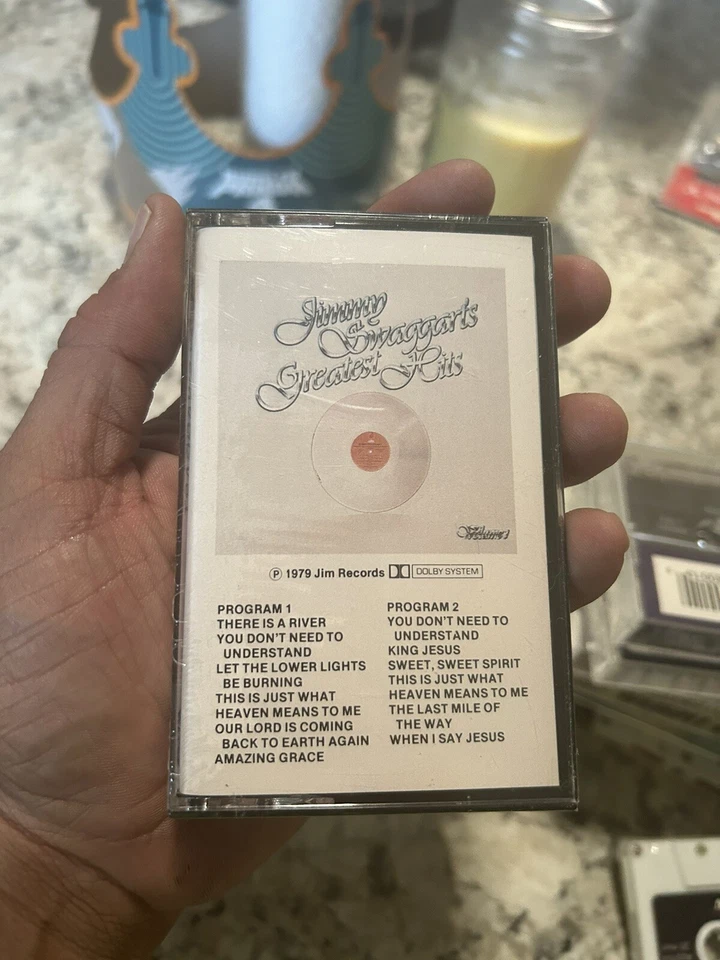 Jimmy
Swaggart's
Greatest Hits
Volume 1
℗ 1979 Jim Records DOLBY SYSTEM
PROGRAM 1
THERE IS A RIVER
YOU DON'T NEED TO
UNDERSTAND
LET THE LOWER LIGHTS
BE BURNING
THIS IS JUST WHAT
HEAVEN MEANS TO ME
OUR LORD IS COMING
BACK TO EARTH AGAIN
AMAZING GRACE
PROGRAM 2
YOU DON'T NEED TO
UNDERSTAND
KING JESUS
SWEET, SWEET SPIRIT
THIS IS JUST WHAT
HEAVEN MEANS TO ME
THE LAST MILE OF
THE WAY
WHEN I SAY JESUS